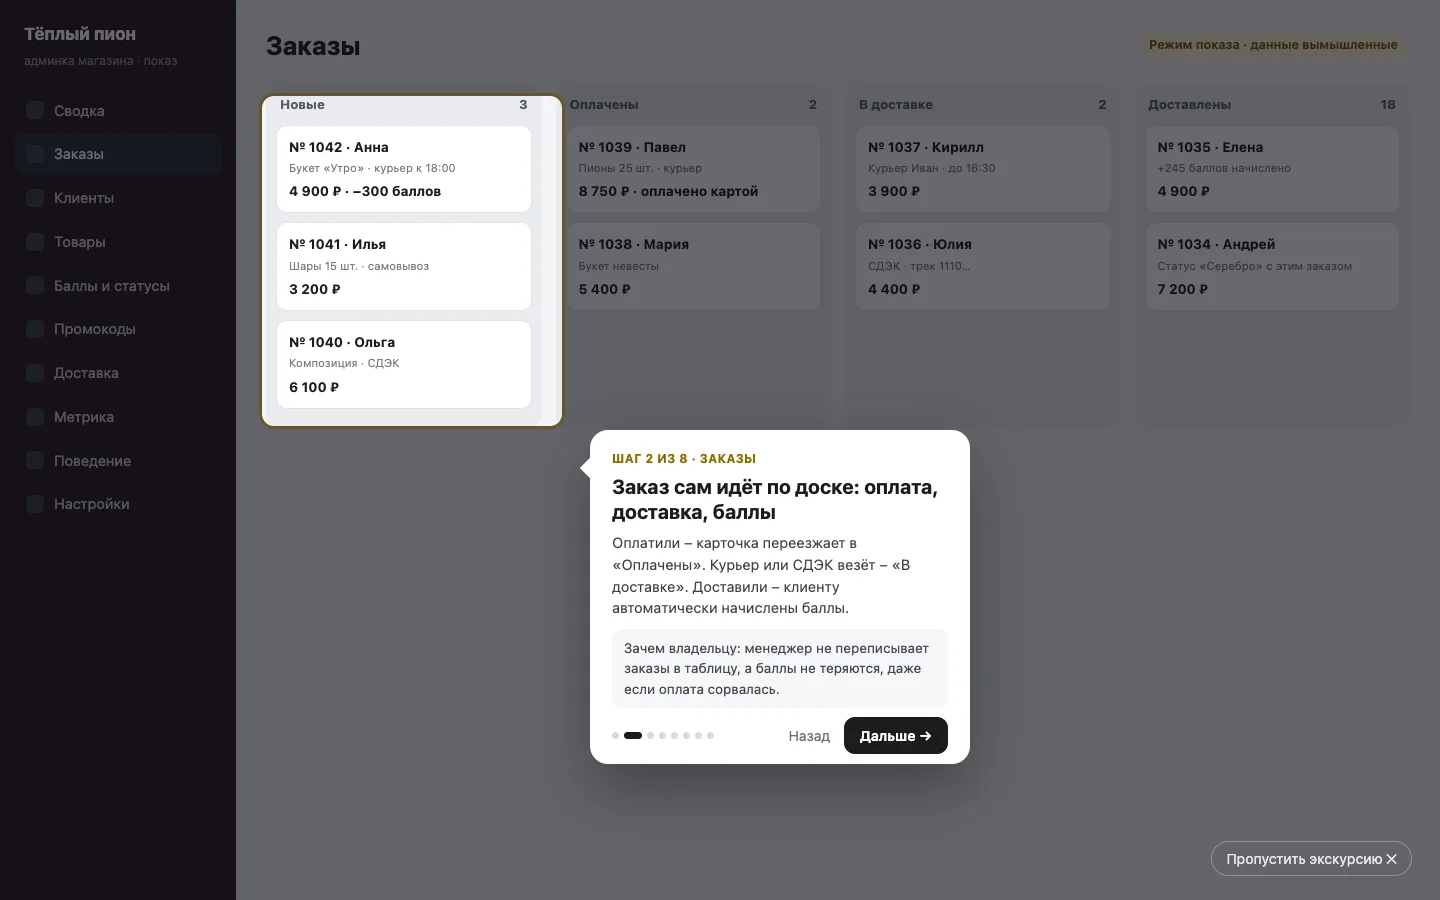 Тёплый пион
админка магазина · показ
Сводка
Заказы
Клиенты
Товары
Баллы и статусы
Промокоды
Доставка
Метрика
Поведение
Настройки
Заказы
Режим показа · данные вымышленные
Новые 3
№ 1042 · Анна
Букет «Утро» · курьер к 18:00
4 900 ₽ · −300 баллов
№ 1041 · Илья
Шары 15 шт. · самовывоз
3 200 ₽
№ 1040 · Ольга
Композиция · СДЭК
6 100 ₽
Оплачены 2
№ 1039 · Павел
Пионы 25 шт. · курьер
8 750 ₽ · оплачено картой
№ 1038 · Мария
Букет невесты
5 400 ₽
В доставке 2
№ 1037 · Кирилл
Курьер Иван · до 16:30
3 900 ₽
№ 1036 · Юлия
СДЭК · трек 1110…
4 400 ₽
Доставлены 18
№ 1035 · Елена
+245 баллов начислено
4 900 ₽
№ 1034 · Андрей
Статус «Серебро» с этим заказом
7 200 ₽
ШАГ 2 ИЗ 8 · ЗАКАЗЫ
Заказ сам идёт по доске: оплата,
доставка, баллы
Оплатили – карточка переезжает в
«Оплачены». Курьер или СДЭК везёт – «В
доставке». Доставили – клиенту
автоматически начислены баллы.
Зачем владельцу: менеджер не переписывает
заказы в таблицу, а баллы не теряются, даже
если оплата сорвалась.
Назад
Дальше →
Пропустить экскурсию ✕